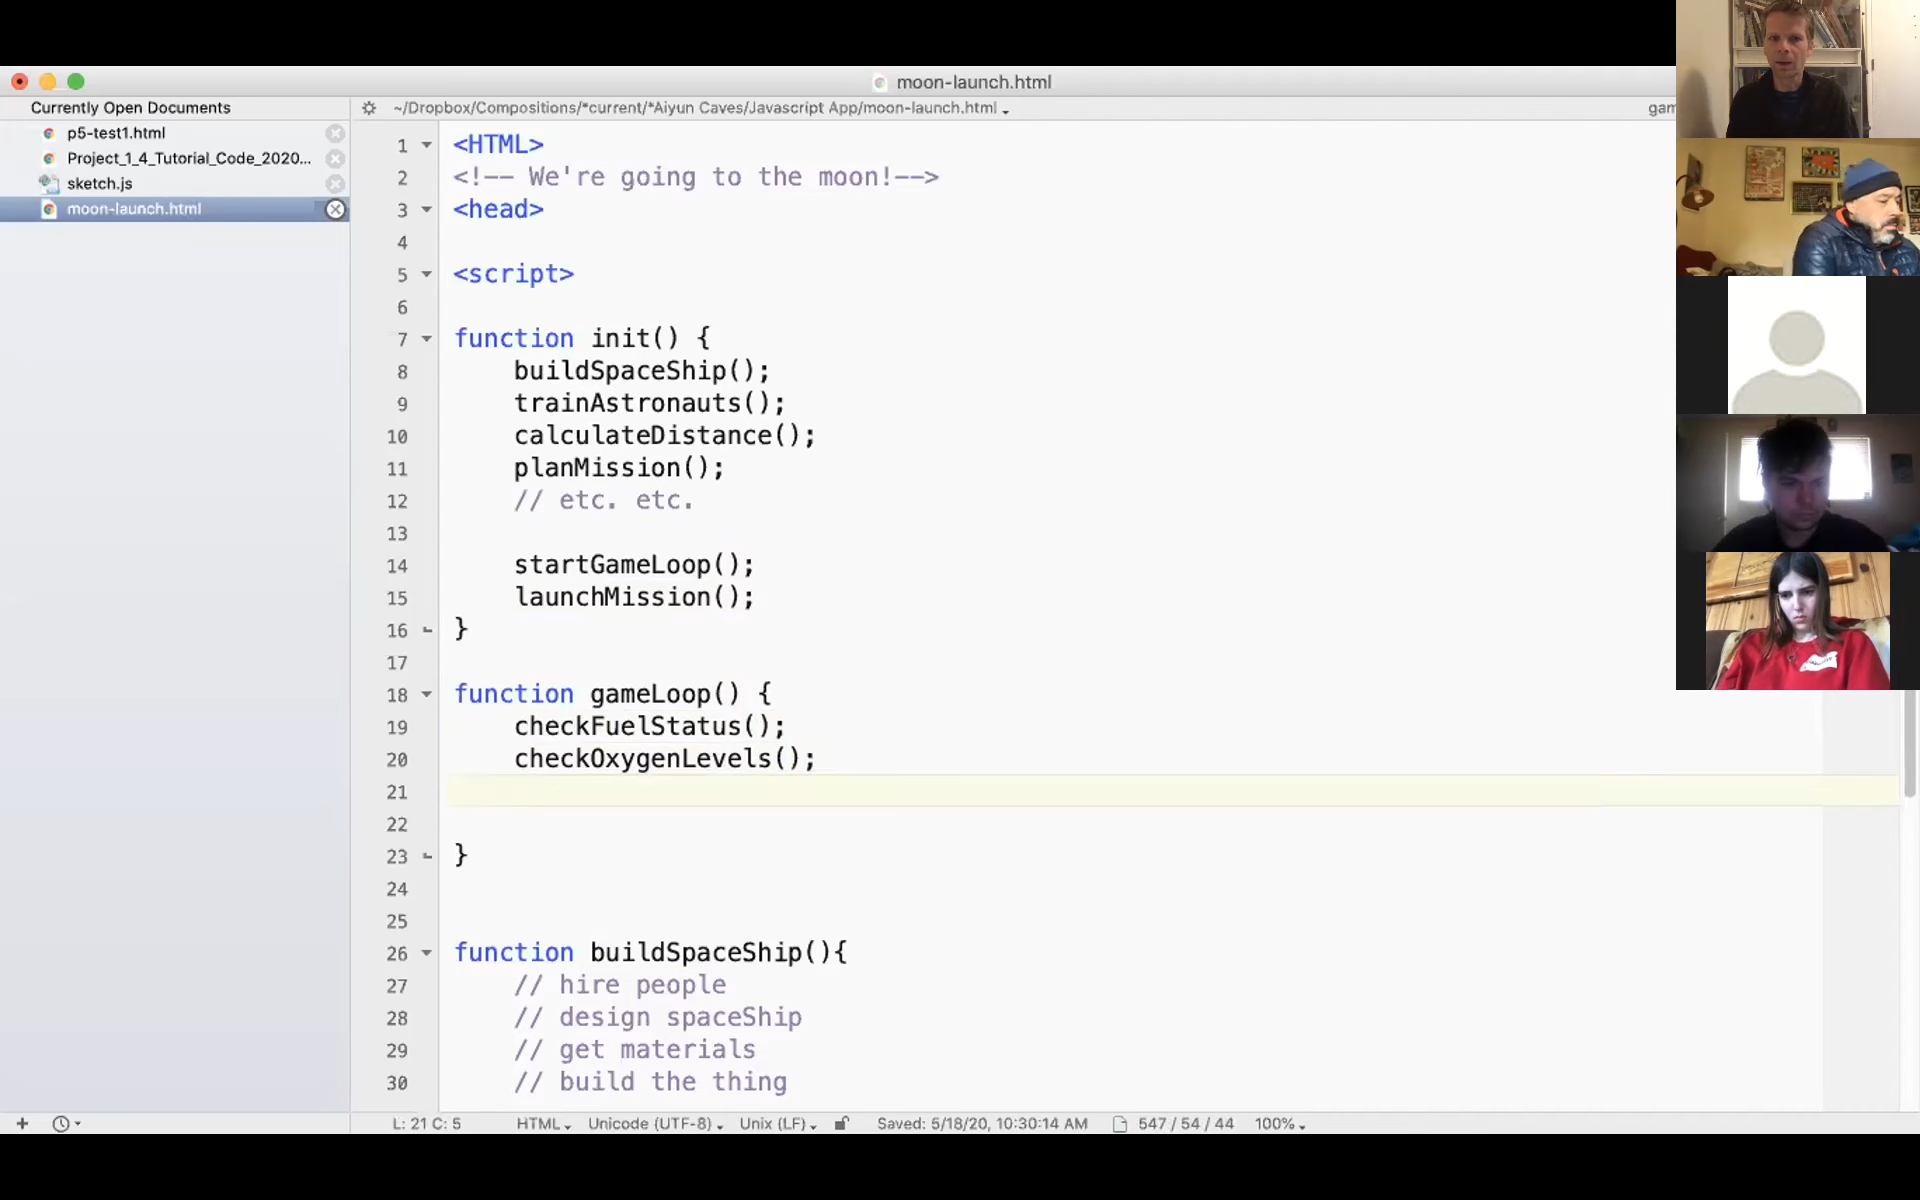 moon-launch.html
Currently Open Documents
~/Dropbox/Compositions/*current/*Aiyun Caves/Javascript App/moon-launch.html
gam
p5-test1.html
Project_1_4_Tutorial_Code_2020...
sketch.js
moon-launch.html
1 <HTML>
2 <!-- We're going to the moon!-->
3 <head>
4
5 <script>
6
7 function init() {
8 buildSpaceShip();
9 trainAstronauts();
10 calculateDistance();
11 planMission();
12 // etc. etc.
13
14 startGameLoop();
15 launchMission();
16 }
17
18 function gameLoop() {
19 checkFuelStatus();
20 checkOxygenLevels();
21
22
23 }
24
25
26 function buildSpaceShip(){
27 // hire people
28 // design spaceShip
29 // get materials
30 // build the thing
L: 21 C: 5 HTML Unicode (UTF-8) Unix (LF) Saved: 5/18/20, 10:30:14 AM 547 / 54 / 44 100%